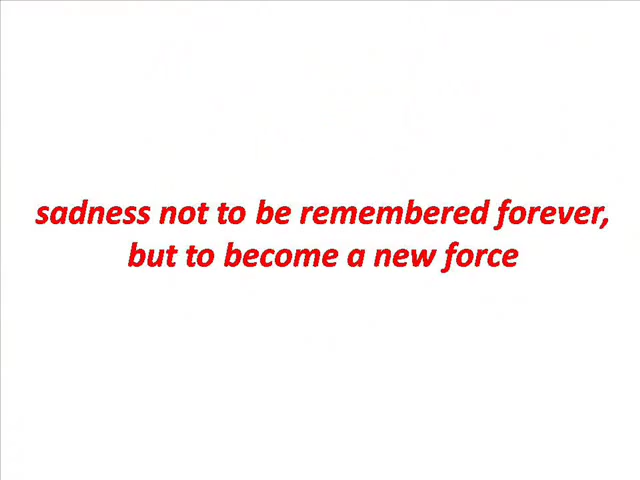 sadness not to be remembered forever,
but to become a new force